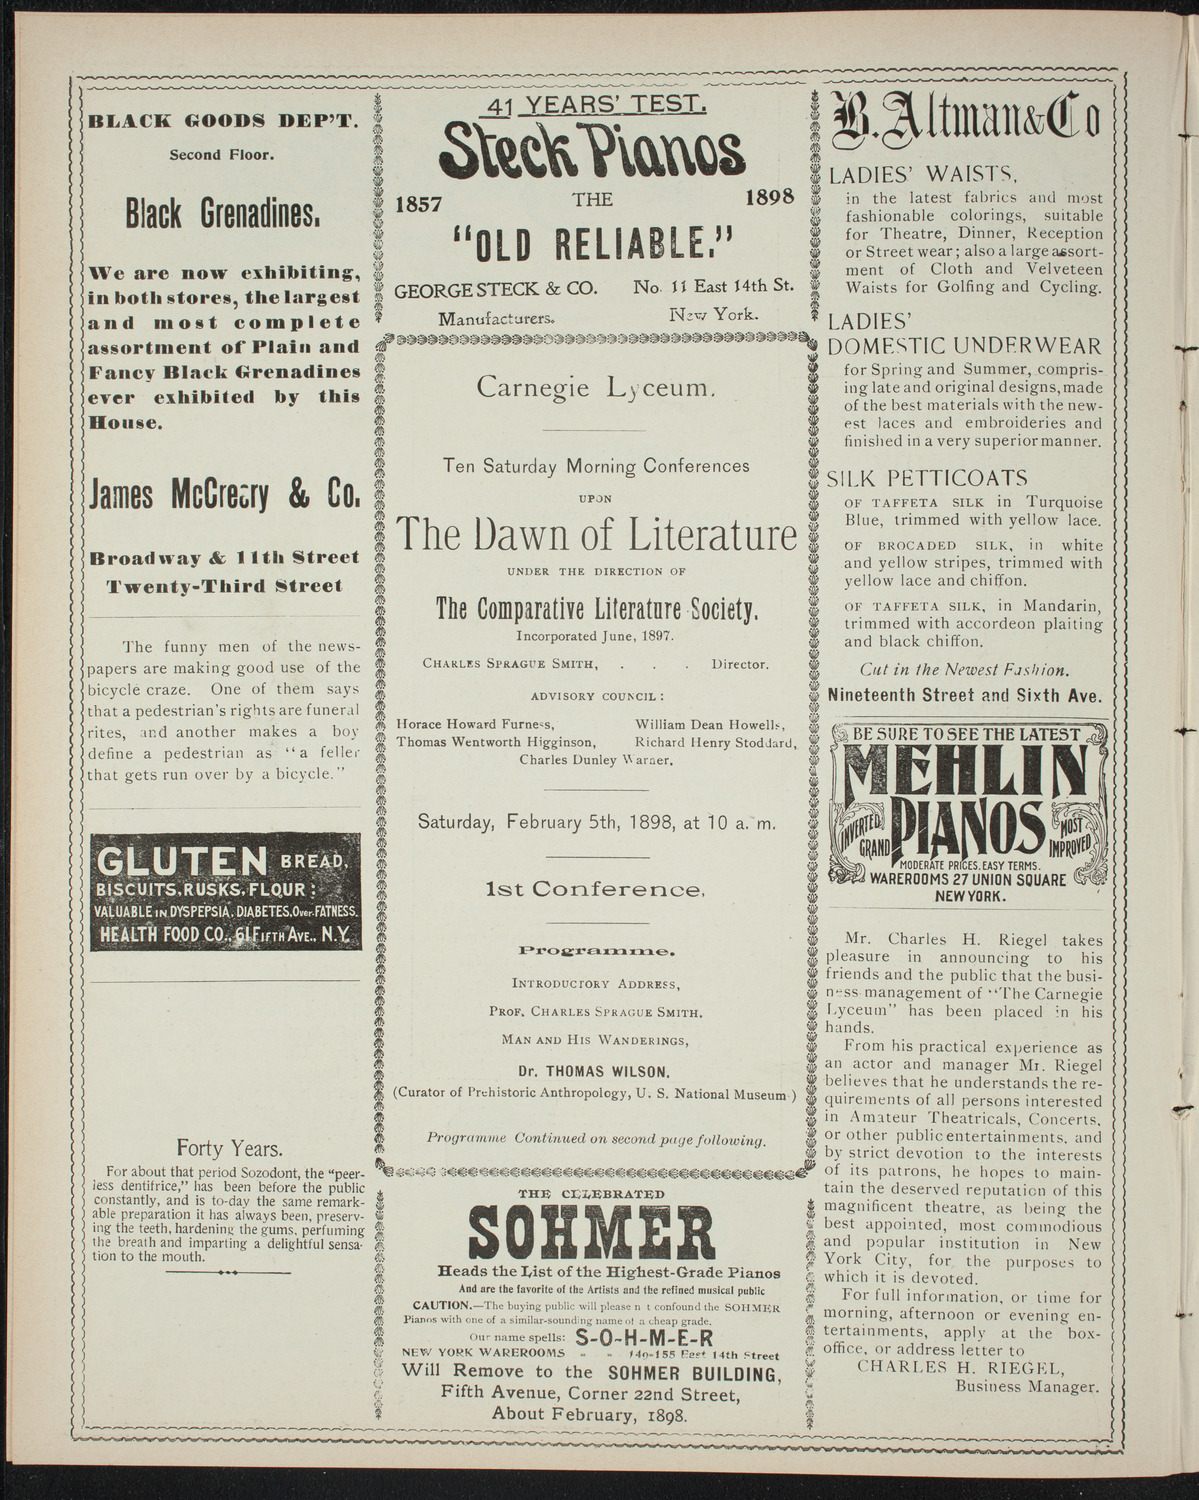 BLACK GOODS DEP'T.
Second Floor.
Black Grenadines.
We are now exhibiting,
in both stores, the largest
and most complete
assortment of Plain and
Fancy Black Grenadines
ever exhibited by this
House.
James McCreery & Co.
Broadway & 11th Street
Twenty-Third Street
The funny men of the news-
papers are making good use of the
bicycle craze. One of them says
that a pedestrian's rights are funeral
rites, and another makes a boy
define a pedestrian as "a feller
that gets run over by a bicycle."
GLUTEN BREAD,
BISCUITS, RUSKS, FLOUR:
VALUABLE IN DYSPEPSIA, DIABETES, Over-FATNESS.
HEALTH FOOD CO., 61 FIFTH AVE., N.Y.
Forty Years.
For about that period Sozodont, the "peer-
less dentifrice," has been before the public
constantly, and is to-day the same remark-
able preparation it has always been, preserv-
ing the teeth, hardening the gums, perfuming
the breath and imparting a delightful sensa-
tion to the mouth.
41 YEARS' TEST.
Steck Pianos
1857 THE 1898
"OLD RELIABLE."
GEORGE STECK & CO. No. 11 East 14th St.
Manufacturers. New York.
Carnegie Lyceum.
Ten Saturday Morning Conferences
UPON
The Dawn of Literature
UNDER THE DIRECTION OF
The Comparative Literature Society.
Incorporated June, 1897.
CHARLES SPRAGUE SMITH, . . . Director.
ADVISORY COUNCIL:
Horace Howard Furness, William Dean Howells,
Thomas Wentworth Higginson, Richard Henry Stoddard,
Charles Dunley Warner.
Saturday, February 5th, 1898, at 10 a. m.
1st Conference.
Programme.
INTRODUCTORY ADDRESS,
PROF. CHARLES SPRAGUE SMITH.
MAN AND HIS WANDERINGS,
Dr. THOMAS WILSON.
(Curator of Prehistoric Anthropology, U. S. National Museum.)
Programme Continued on second page following.
THE CELEBRATED
SOHMER
Heads the List of the Highest-Grade Pianos
And are the favorite of the Artists and the refined musical public
CAUTION.—The buying public will please n t confound the SOHMER
Pianos with one of a similar-sounding name of a cheap grade.
Our name spells: S-O-H-M-E-R
NEW YORK WAREROOMS - - 149-155 East 14th Street
Will Remove to the SOHMER BUILDING,
Fifth Avenue, Corner 22nd Street,
About February, 1898.
B. Altman & Co
LADIES' WAISTS,
in the latest fabrics and most
fashionable colorings, suitable
for Theatre, Dinner, Reception
or Street wear; also a large assort-
ment of Cloth and Velveteen
Waists for Golfing and Cycling.
LADIES'
DOMESTIC UNDERWEAR
for Spring and Summer, compris-
ing late and original designs, made
of the best materials with the new-
est laces and embroideries and
finished in a very superior manner.
SILK PETTICOATS
OF TAFFETA SILK in Turquoise
Blue, trimmed with yellow lace.
OF BROCADED SILK, in white
and yellow stripes, trimmed with
yellow lace and chiffon.
OF TAFFETA SILK, in Mandarin,
trimmed with accordeon plaiting
and black chiffon.
Cut in the Newest Fashion.
Nineteenth Street and Sixth Ave.
BE SURE TO SEE THE LATEST
MEHLIN
PIANOS
INVERTED GRAND
MOST IMPROVED
MODERATE PRICES. EASY TERMS.
WAREROOMS 27 UNION SQUARE
NEW YORK.
Mr. Charles H. Riegel takes
pleasure in announcing to his
friends and the public that the busi-
ness management of "The Carnegie
Lyceum" has been placed in his
hands.
From his practical experience as
an actor and manager Mr. Riegel
believes that he understands the re-
quirements of all persons interested
in Amateur Theatricals, Concerts,
or other public entertainments, and
by strict devotion to the interests
of its patrons, he hopes to main-
tain the deserved reputation of this
magnificent theatre, as being the
best appointed, most commodious
and popular institution in New
York City, for the purposes to
which it is devoted.
For full information, or time for
morning, afternoon or evening en-
tertainments, apply at the box-
office, or address letter to
CHARLES H. RIEGEL,
Business Manager.